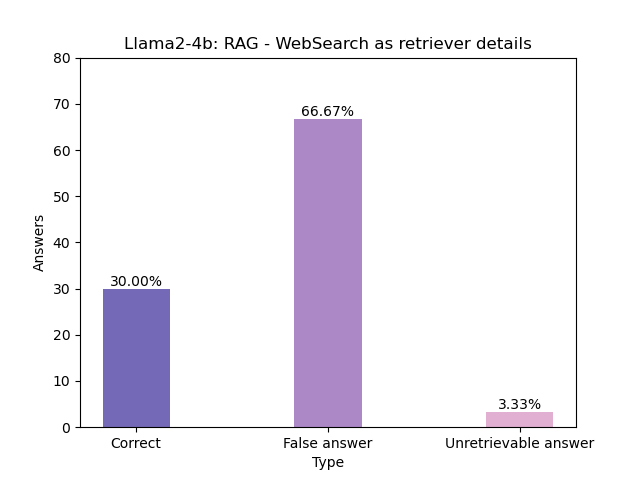 Llama2-4b: RAG - WebSearch as retriever details
80
70
60
50
40
30
20
10
0
Answers
66.67%
30.00%
3.33%
Correct
False answer
Unretrievable answer
Type